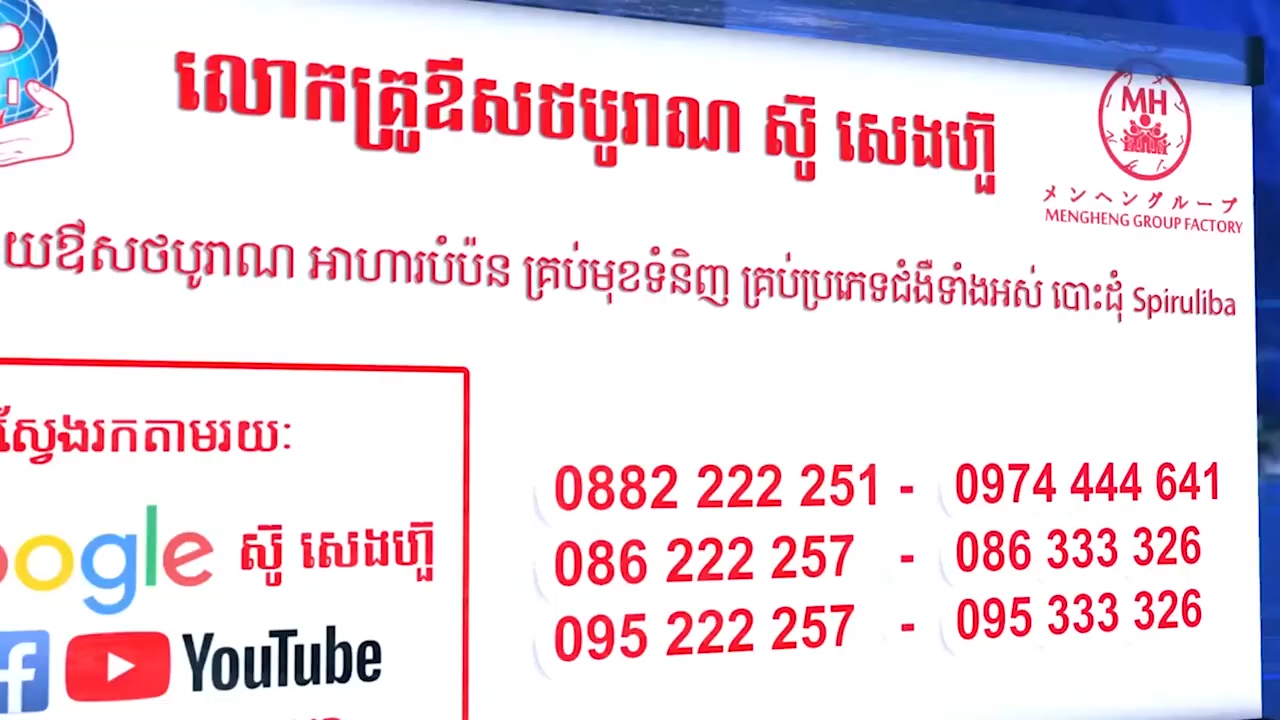 លោកគ្រូឱីសថបូរាណ ស៊ូ សេងហ៊ួ
MH
メンヘングループ
MENGHENG GROUP FACTORY
យឱីសថបូរាណ អាហារបំប៉ន គ្រប់មុខទំនិញ គ្រប់ប្រភេទជំងឺទាំងអស់ បោះដុំ Spiruliba
ស្វែងរកតាមរយៈ
oogle ស៊ូ សេងហ៊ួ
f YouTube
0882 222 251 - 0974 444 641
086 222 257 - 086 333 326
095 222 257 - 095 333 326